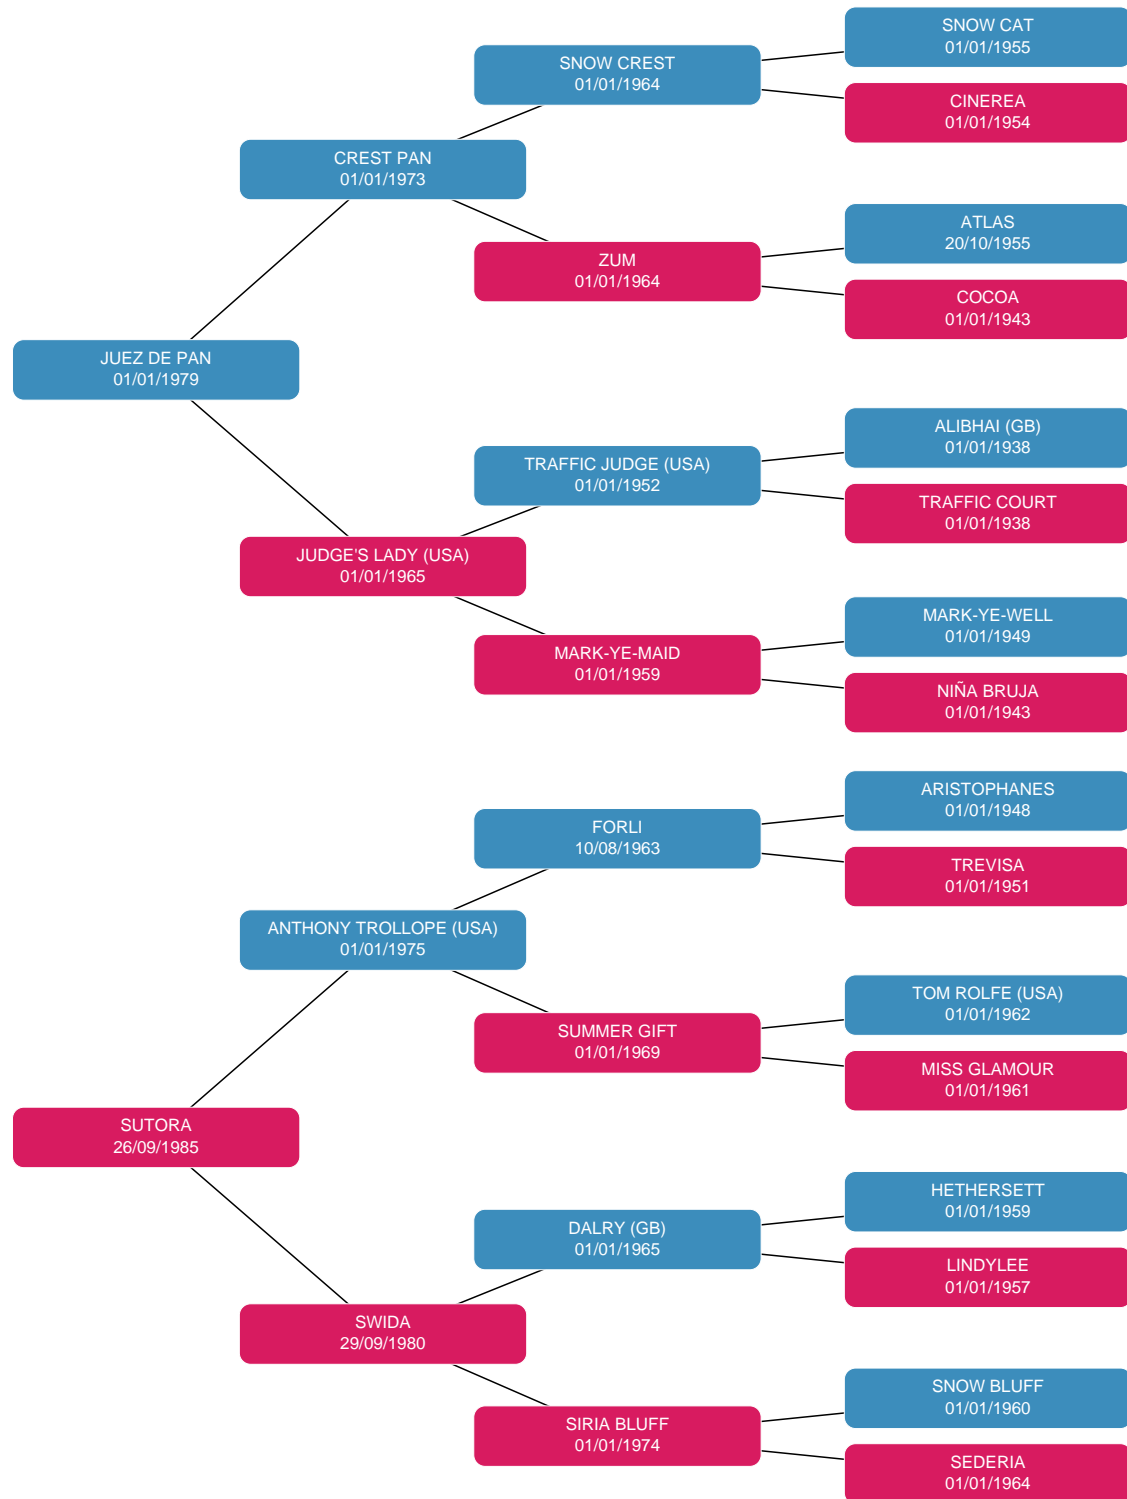 SNOW CAT
01/01/1955
SNOW CREST
01/01/1964
CINEREA
01/01/1954
CREST PAN
01/01/1973
ATLAS
20/10/1955
ZUM
01/01/1964
COCOA
01/01/1943
JUEZ DE PAN
01/01/1979
ALIBHAI (GB)
01/01/1938
TRAFFIC JUDGE (USA)
01/01/1952
TRAFFIC COURT
01/01/1938
JUDGE'S LADY (USA)
01/01/1965
MARK-YE-WELL
01/01/1949
MARK-YE-MAID
01/01/1959
NIÑA BRUJA
01/01/1943
ARISTOPHANES
01/01/1948
FORLI
10/08/1963
TREVISA
01/01/1951
ANTHONY TROLLOPE (USA)
01/01/1975
TOM ROLFE (USA)
01/01/1962
SUMMER GIFT
01/01/1969
MISS GLAMOUR
01/01/1961
SUTORA
26/09/1985
HETHERSETT
01/01/1959
DALRY (GB)
01/01/1965
LINDYLEE
01/01/1957
SWIDA
29/09/1980
SNOW BLUFF
01/01/1960
SIRIA BLUFF
01/01/1974
SEDERIA
01/01/1964